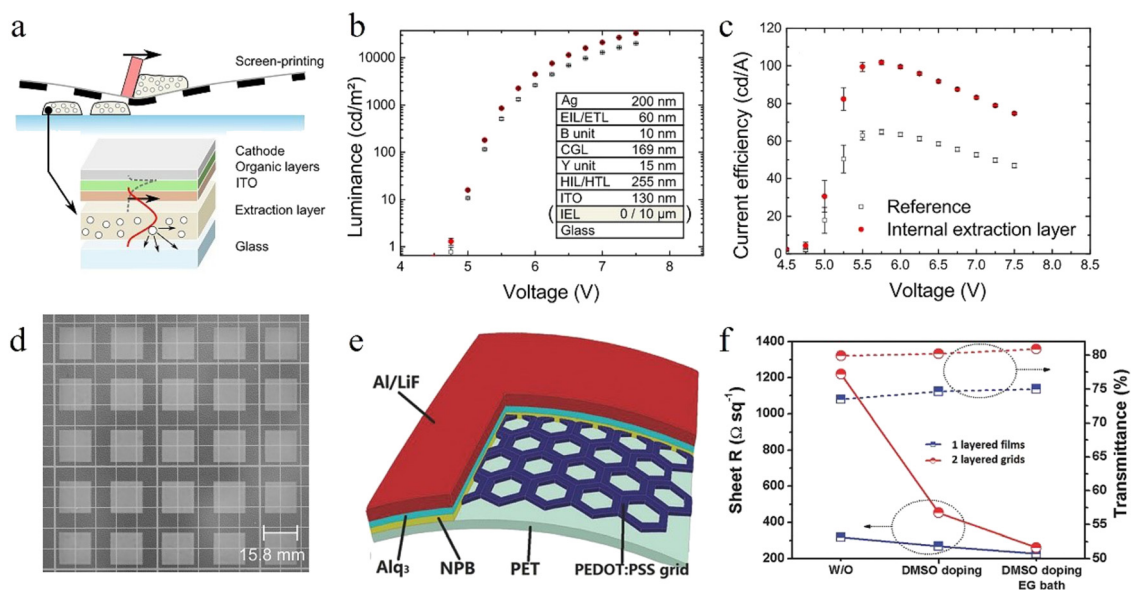 a
Screen-printing
Cathode
Organic layers
ITO
Extraction layer
Glass
b
Luminance (cd/m²)
10000
1000
100
10
1
4 5 6 7 8
Voltage (V)
Ag 200 nm
EIL/ETL 60 nm
B unit 10 nm
CGL 169 nm
Y unit 15 nm
HIL/HTL 255 nm
ITO 130 nm
( IEL 0 / 10 µm )
Glass
c
Current efficiency (cd/A)
120
100
80
60
40
20
0
4.5 5.0 5.5 6.0 6.5 7.0 7.5 8.0 8.5
Voltage (V)
Reference
Internal extraction layer
d
15.8 mm
e
Al/LiF
Alq₃
NPB
PET
PEDOT:PSS grid
f
Sheet R (Ω sq⁻¹)
1400
1200
1000
800
600
400
200
W/O
DMSO doping
DMSO doping
EG bath
1 layered films
2 layered grids
80
75
70
65
60
55
50
Transmittance (%)